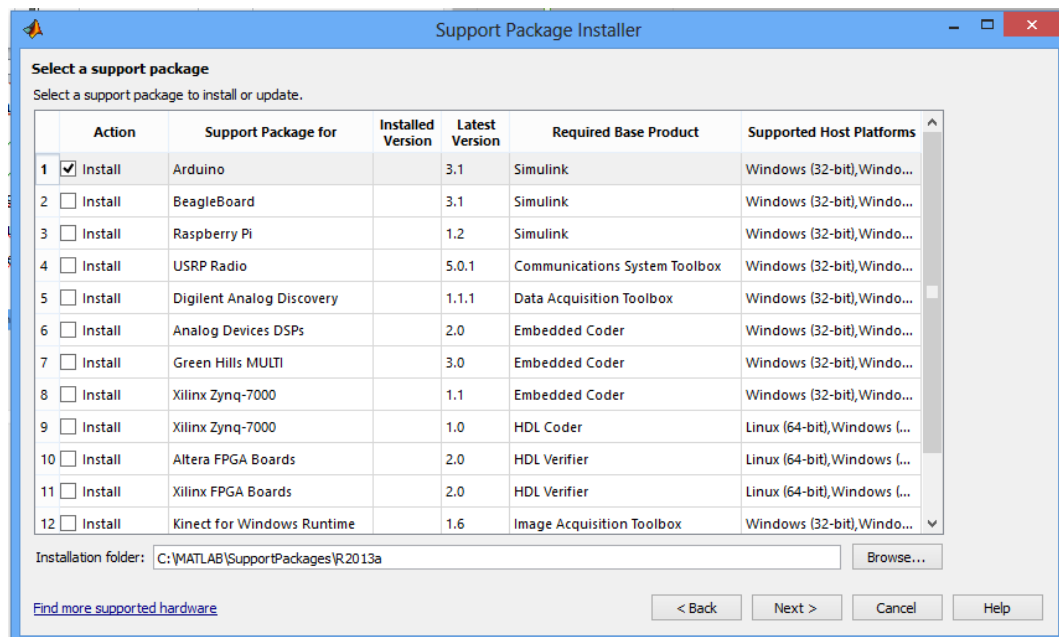 Support Package Installer
Select a support package
Select a support package to install or update.
Action Support Package for Installed Version Latest Version Required Base Product Supported Host Platforms
1 Install Arduino 3.1 Simulink Windows (32-bit),Windo...
2 Install BeagleBoard 3.1 Simulink Windows (32-bit),Windo...
3 Install Raspberry Pi 1.2 Simulink Windows (32-bit),Windo...
4 Install USRP Radio 5.0.1 Communications System Toolbox Windows (32-bit),Windo...
5 Install Digilent Analog Discovery 1.1.1 Data Acquisition Toolbox Windows (32-bit),Windo...
6 Install Analog Devices DSPs 2.0 Embedded Coder Windows (32-bit),Windo...
7 Install Green Hills MULTI 3.0 Embedded Coder Windows (32-bit),Windo...
8 Install Xilinx Zynq-7000 1.1 Embedded Coder Windows (32-bit),Windo...
9 Install Xilinx Zynq-7000 1.0 HDL Coder Linux (64-bit),Windows (...
10 Install Altera FPGA Boards 2.0 HDL Verifier Linux (64-bit),Windows (...
11 Install Xilinx FPGA Boards 2.0 HDL Verifier Linux (64-bit),Windows (...
12 Install Kinect for Windows Runtime 1.6 Image Acquisition Toolbox Windows (32-bit),Windo...
Installation folder: C:\MATLAB\SupportPackages\R2013a Browse...
Find more supported hardware < Back Next > Cancel Help